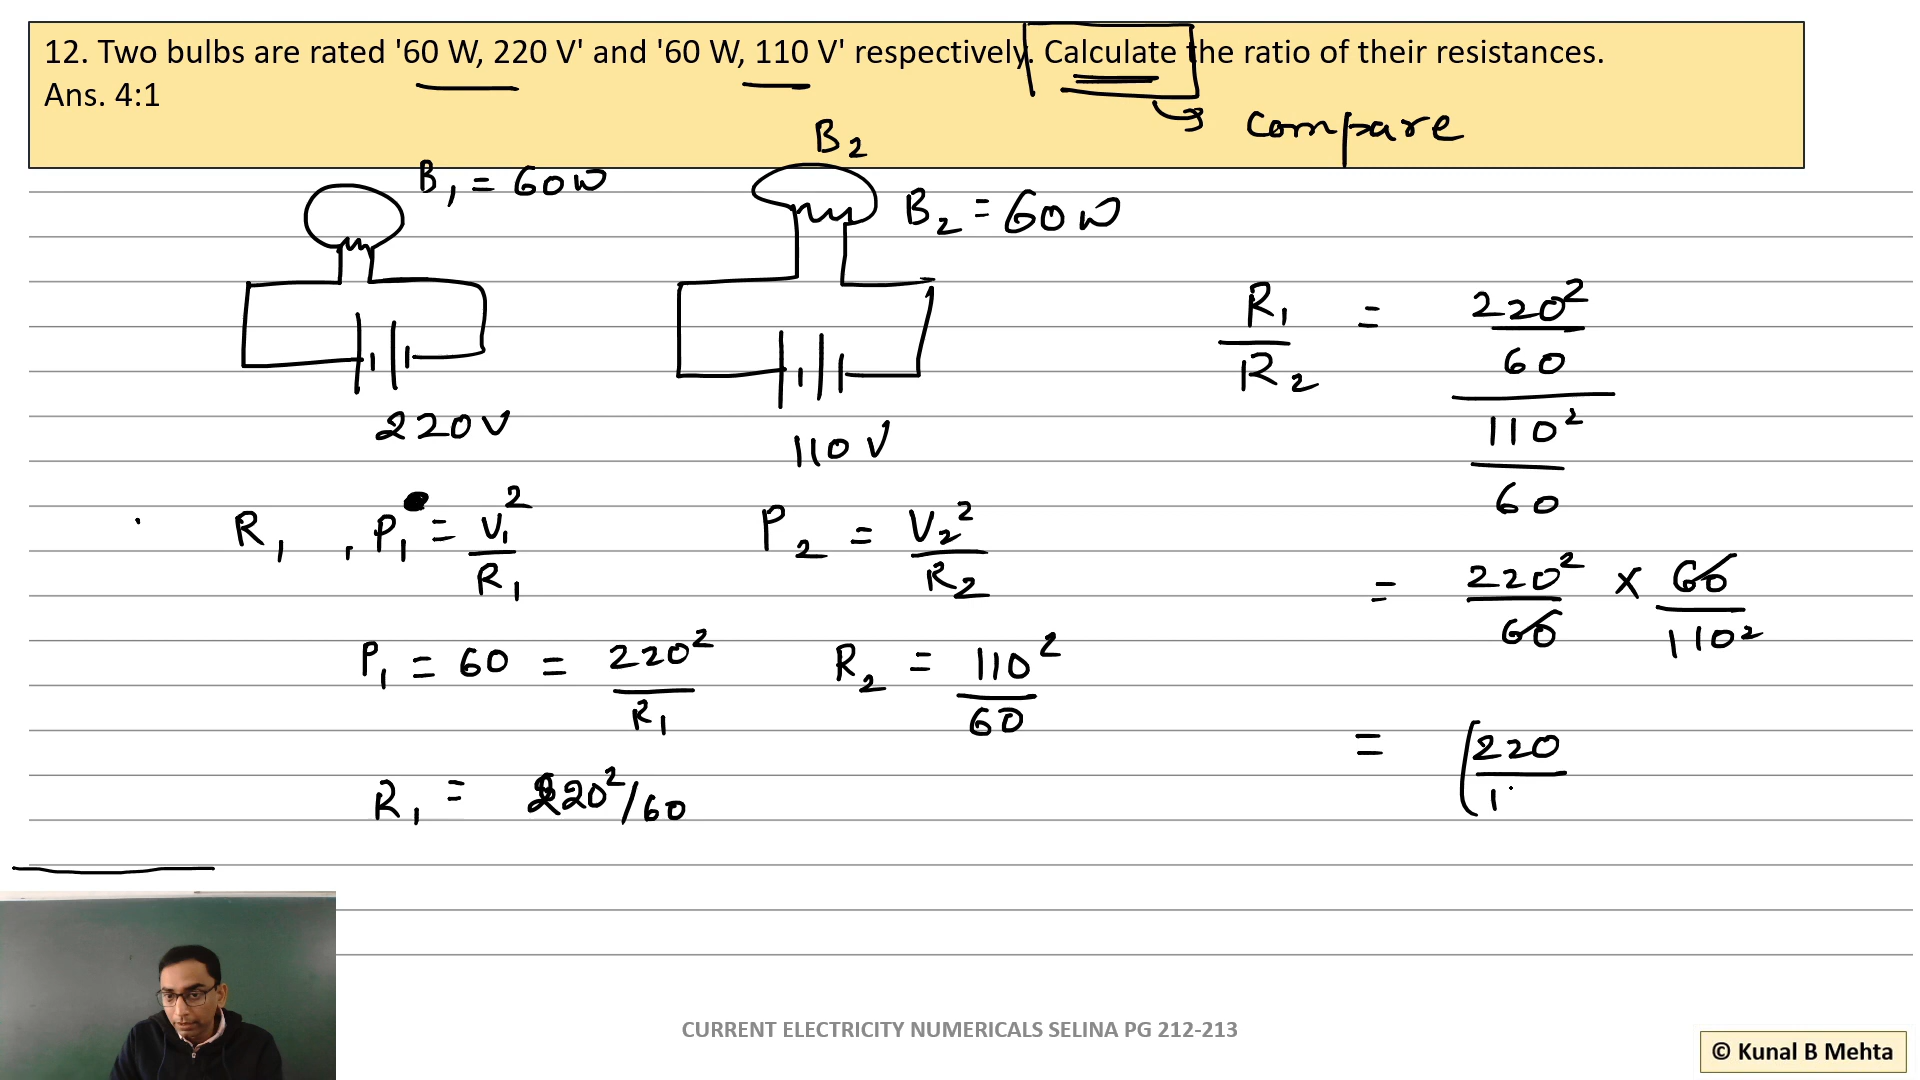 12. Two bulbs are rated '60 W, 220 V' and '60 W, 110 V' respectively. Calculate the ratio of their resistances.
Ans. 4:1
compare
B₁ = 60W
B₂
B₂ = 60W
220V
110V
R₁ , P₁ = V₁²/R₁
P₂ = V₂²/R₂
P₁ = 60 = 220²/R₁
R₂ = 110²/60
R₁ = 220²/60
R₁/R₂ = 220²/60 / 110²/60
= 220²/60 × 60/110²
= (220/1
CURRENT ELECTRICITY NUMERICALS SELINA PG 212-213
© Kunal B Mehta